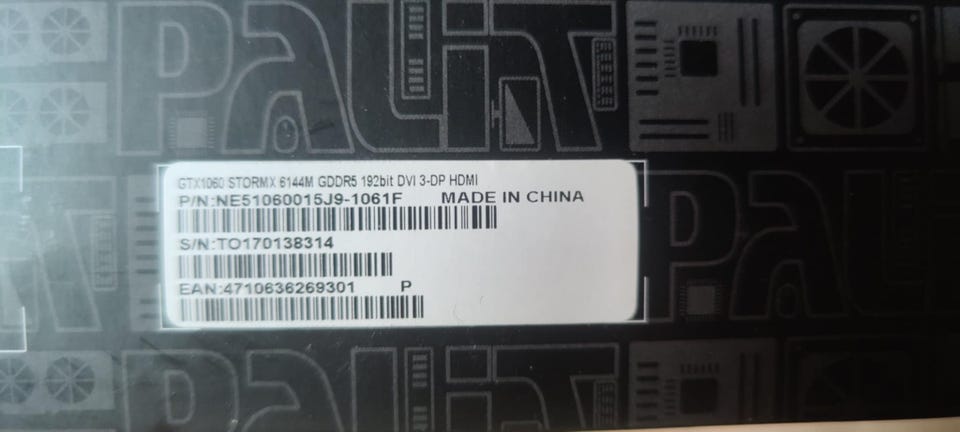 PALIT
GTX1060 STORMX 6144M GDDR5 192bit DVI 3-DP HDMI
P/N:NE51060015J9-1061F MADE IN CHINA
S/N:TO170138314
EAN:4710636269301 P
PALIT
PALIT